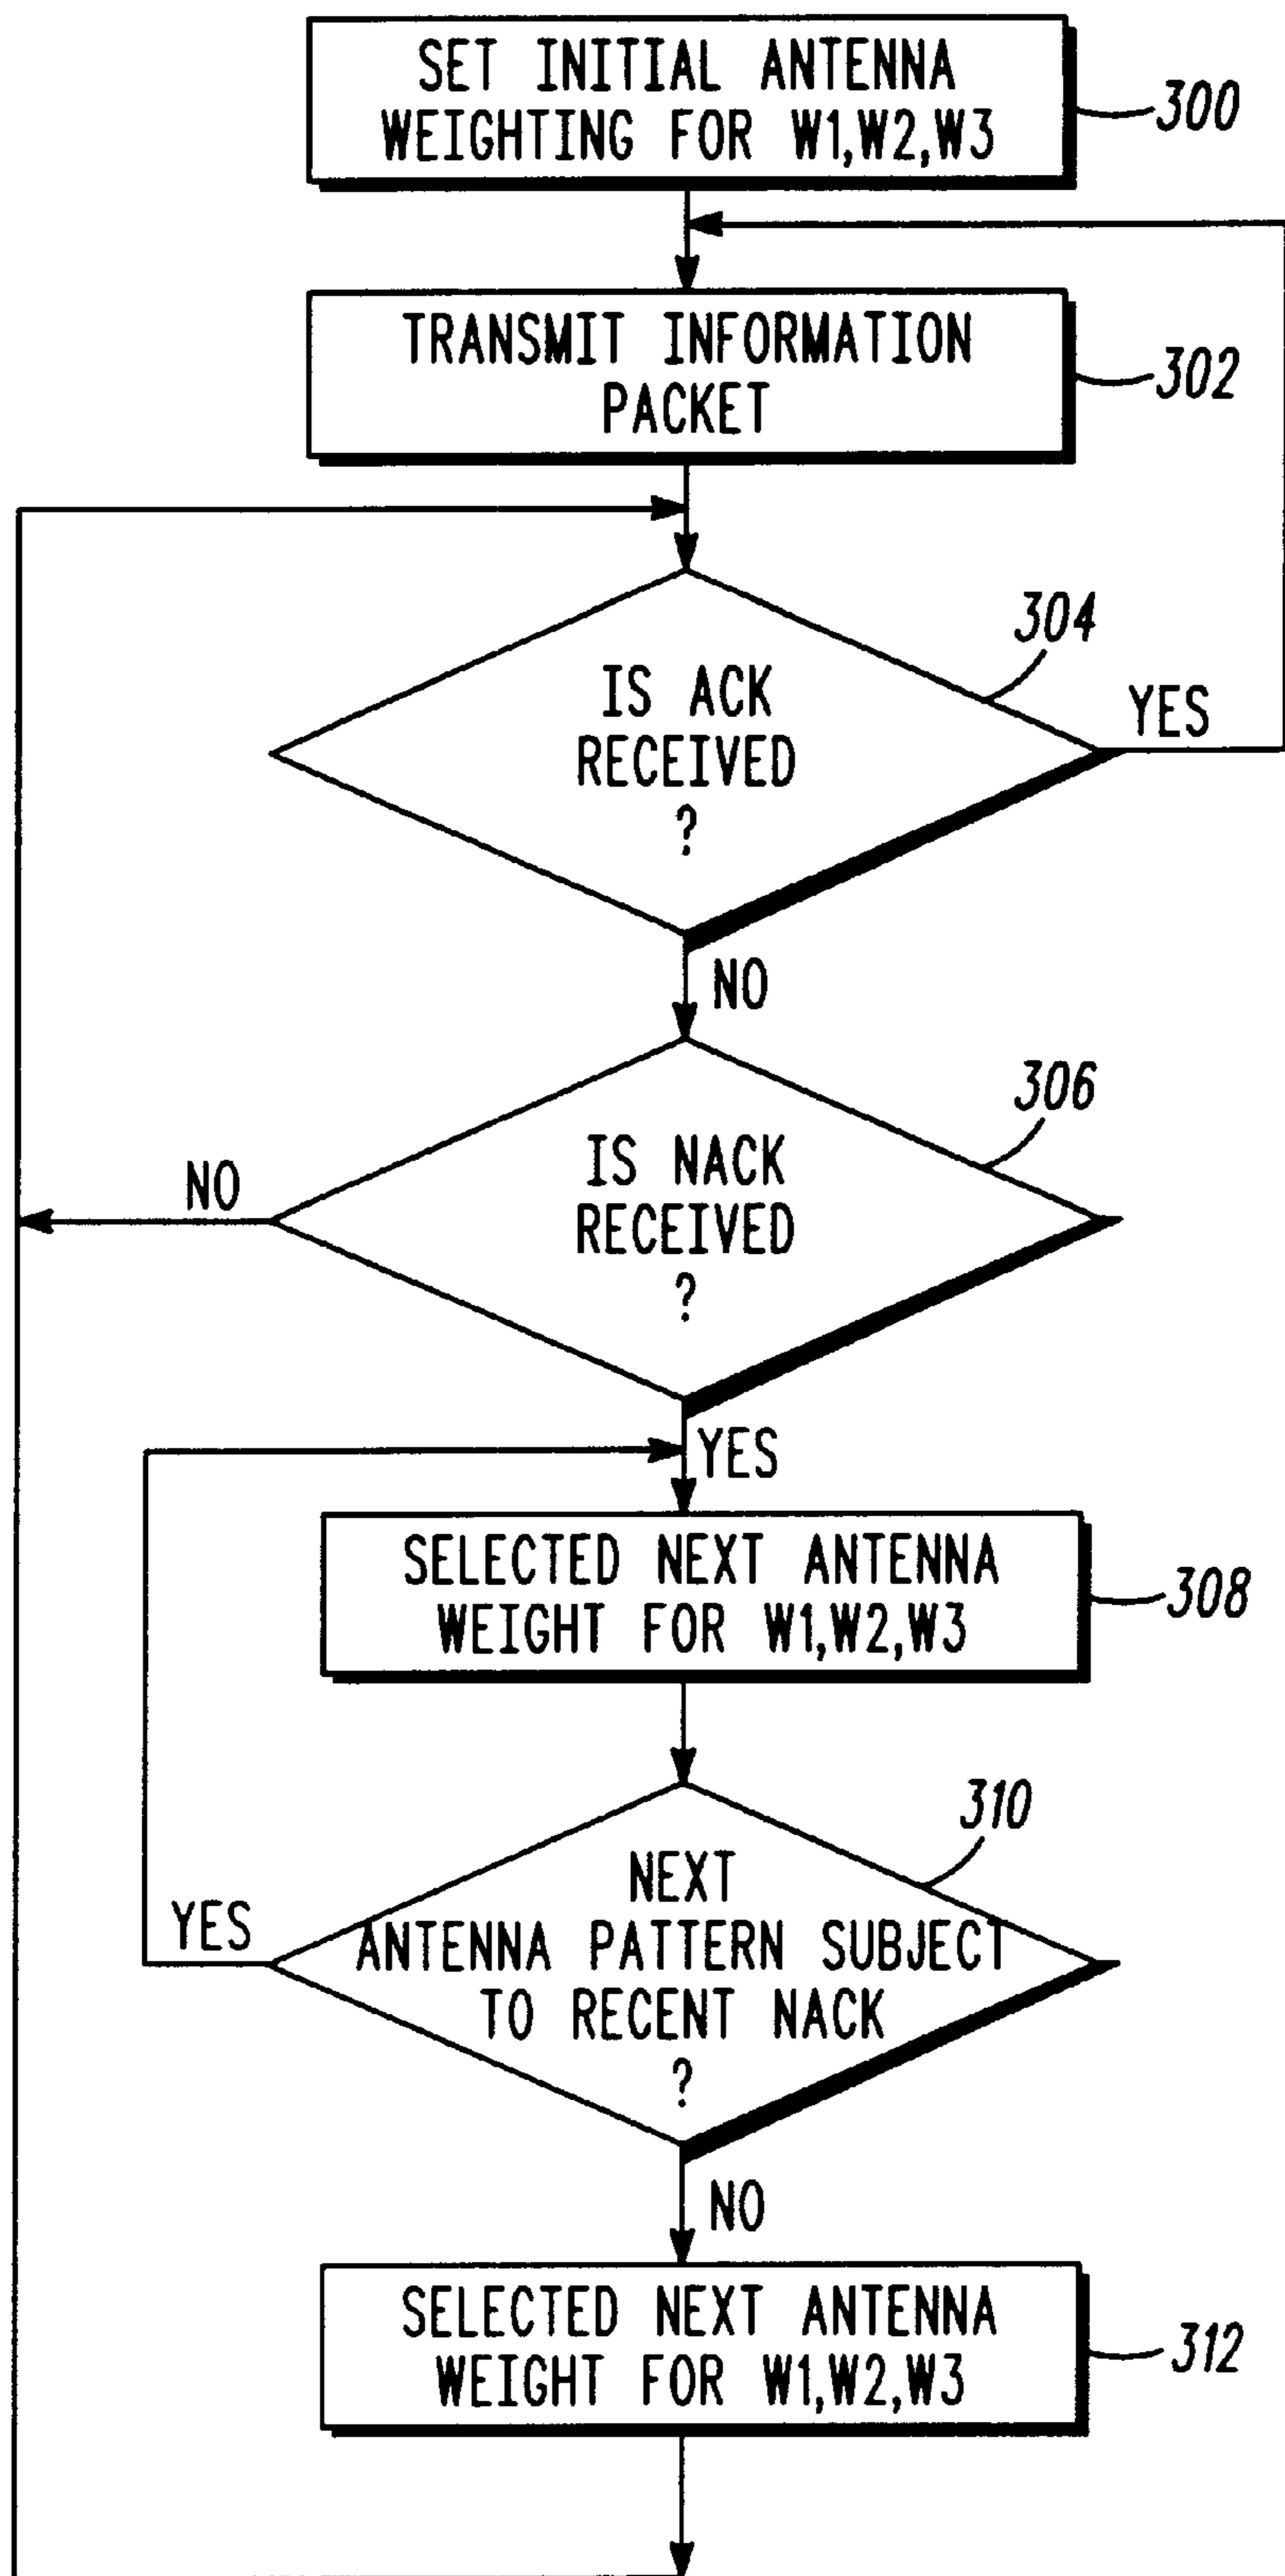 SET INITIAL ANTENNA
WEIGHTING FOR W1,W2,W3
300
TRANSMIT INFORMATION
PACKET
302
304
IS ACK
RECEIVED
?
YES
NO
306
IS NACK
RECEIVED
?
NO
YES
SELECTED NEXT ANTENNA
WEIGHT FOR W1,W2,W3
308
310
NEXT
ANTENNA PATTERN SUBJECT
TO RECENT NACK
?
YES
NO
SELECTED NEXT ANTENNA
WEIGHT FOR W1,W2,W3
312